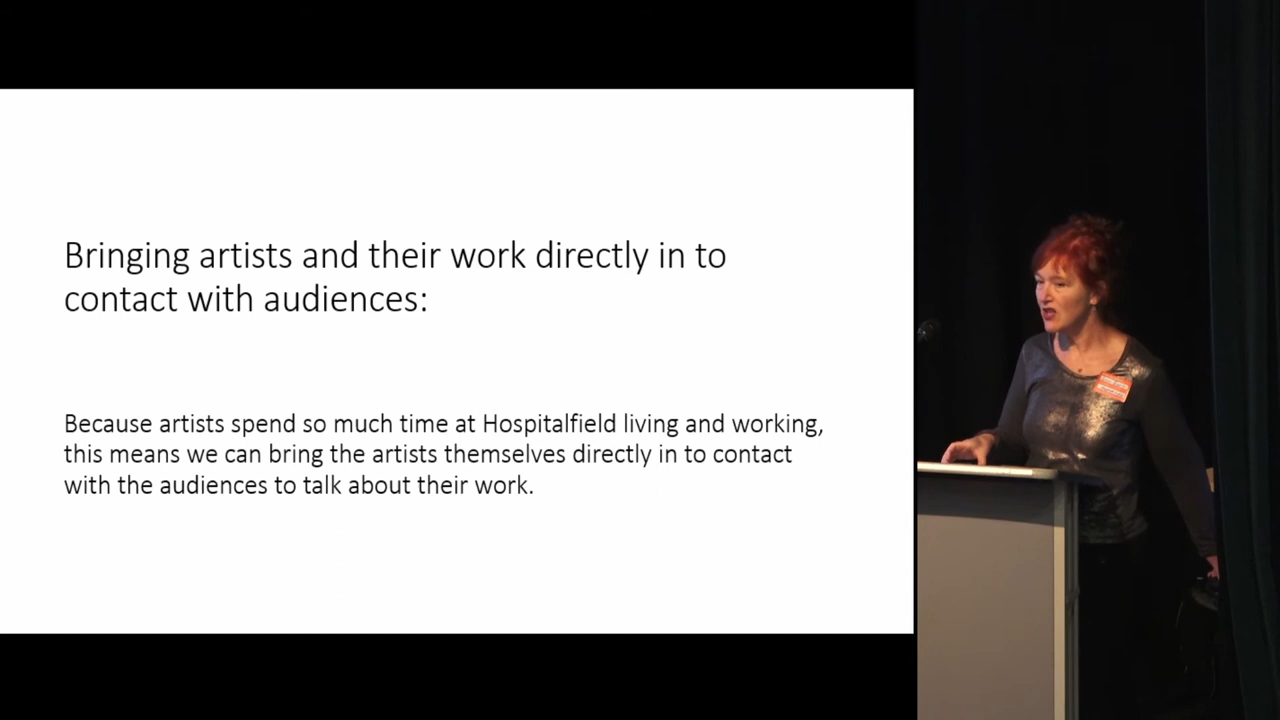 Bringing artists and their work directly in to
contact with audiences:
Because artists spend so much time at Hospitalfield living and working,
this means we can bring the artists themselves directly in to contact
with the audiences to talk about their work.